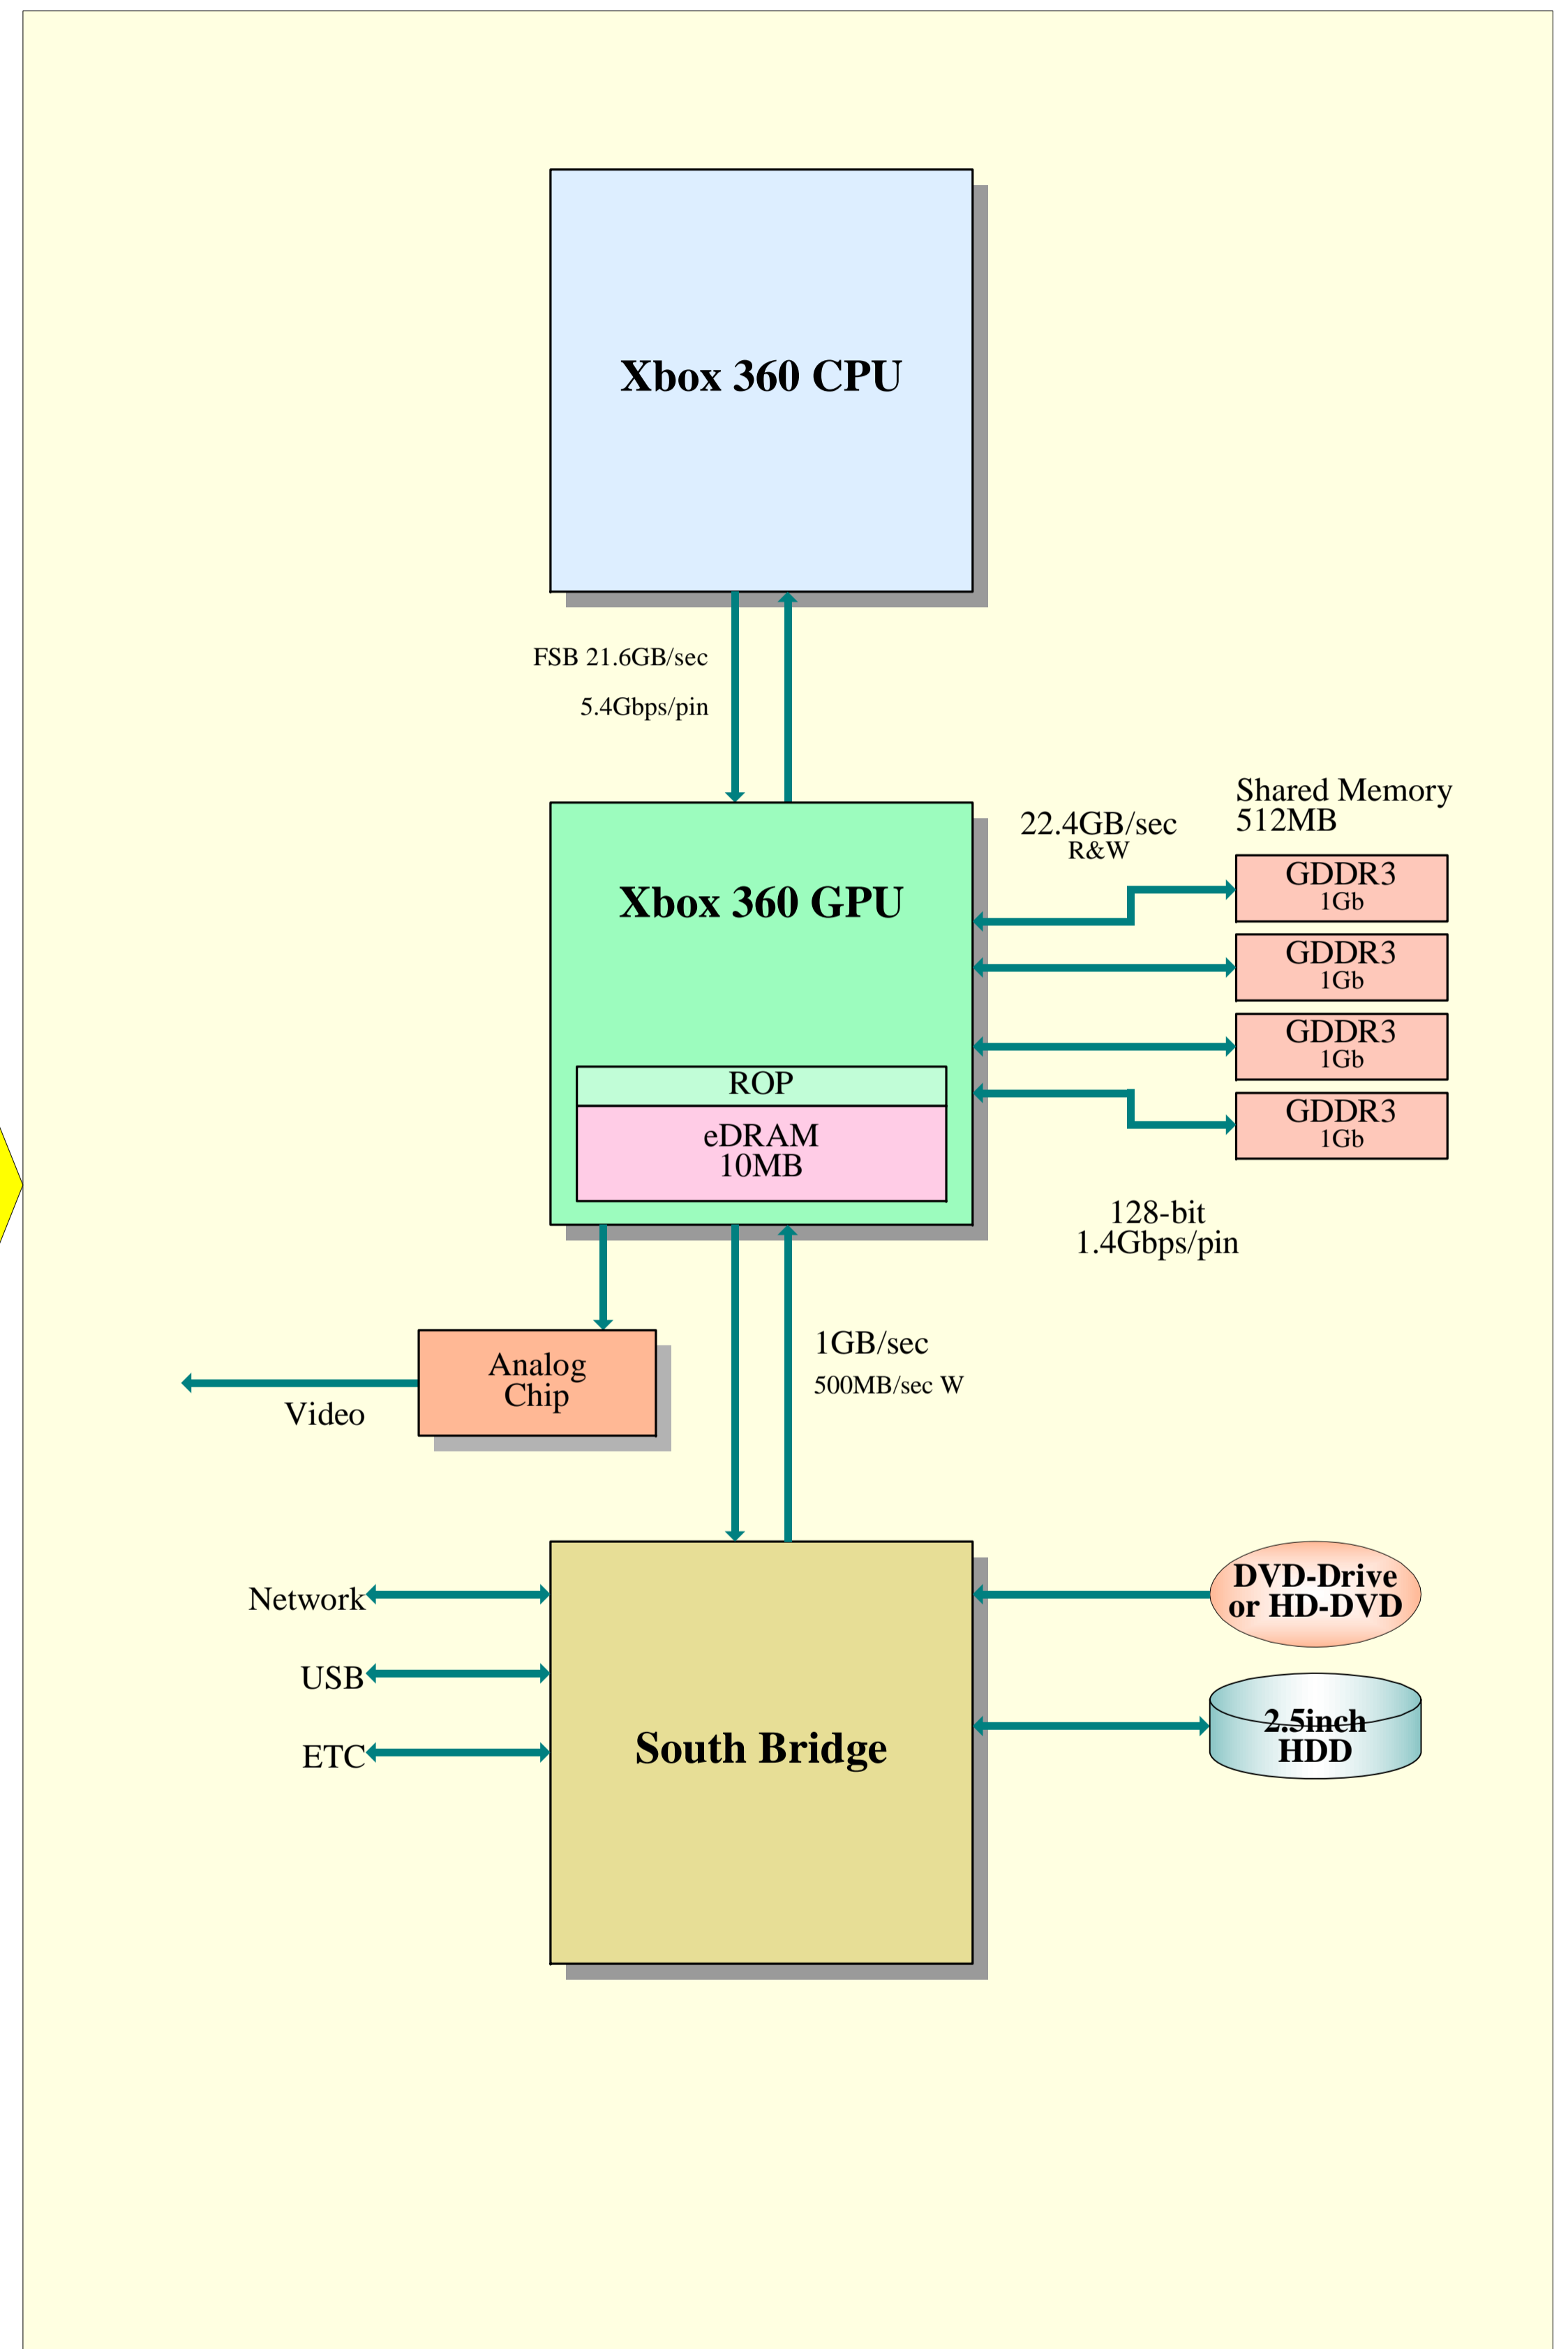 Xbox 360 CPU
FSB 21.6GB/sec
5.4Gbps/pin
Shared Memory
512MB
22.4GB/sec
R&W
Xbox 360 GPU
GDDR3
1Gb
GDDR3
1Gb
GDDR3
1Gb
GDDR3
1Gb
ROP
eDRAM
10MB
128-bit
1.4Gbps/pin
1GB/sec
500MB/sec W
Analog
Chip
Video
Network
USB
ETC
South Bridge
DVD-Drive
or HD-DVD
2.5inch
HDD